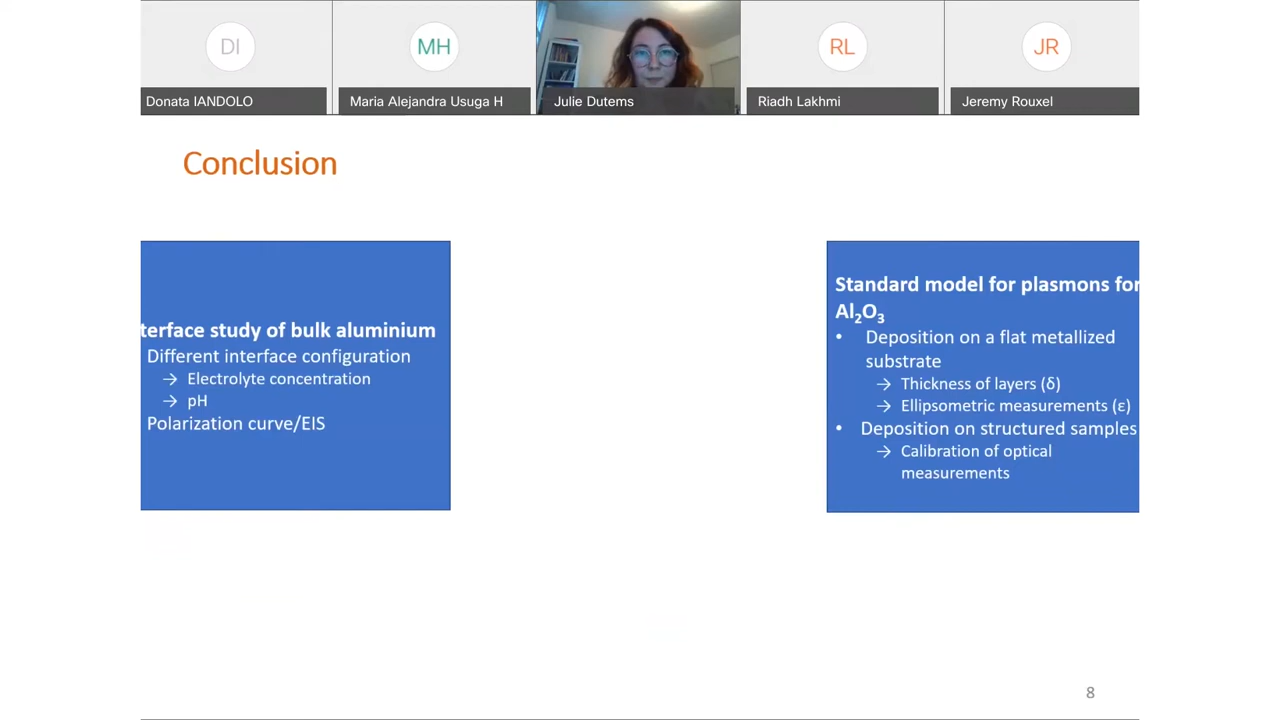 DI
MH
RL
JR
Donata IANDOLO
Maria Alejandra Usuga H
Julie Dutems
Riadh Lakhmi
Jeremy Rouxel
Conclusion
terface study of bulk aluminium
Different interface configuration
→ Electrolyte concentration
→ pH
Polarization curve/EIS
Standard model for plasmons for
Al₂O₃
• Deposition on a flat metallized
substrate
→ Thickness of layers (δ)
→ Ellipsometric measurements (ε)
• Deposition on structured samples
→ Calibration of optical
measurements
8